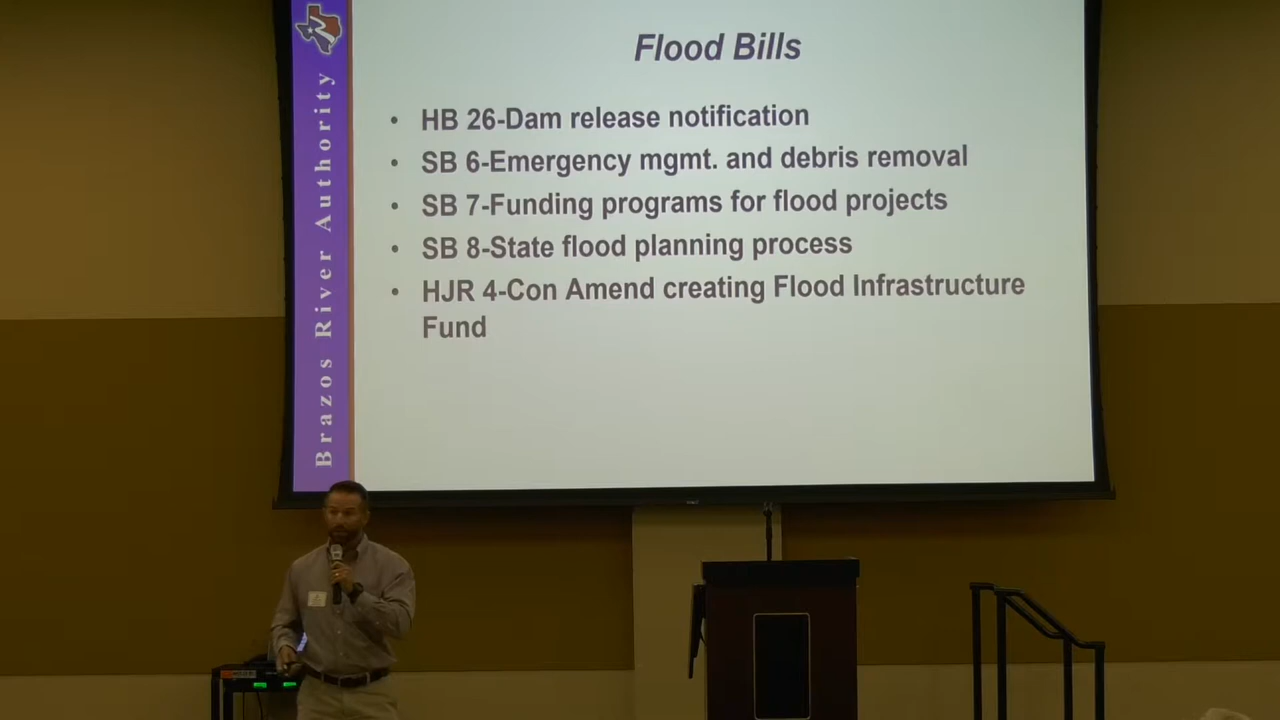 Brazos River Authority
Flood Bills
• HB 26-Dam release notification
• SB 6-Emergency mgmt. and debris removal
• SB 7-Funding programs for flood projects
• SB 8-State flood planning process
• HJR 4-Con Amend creating Flood Infrastructure
Fund